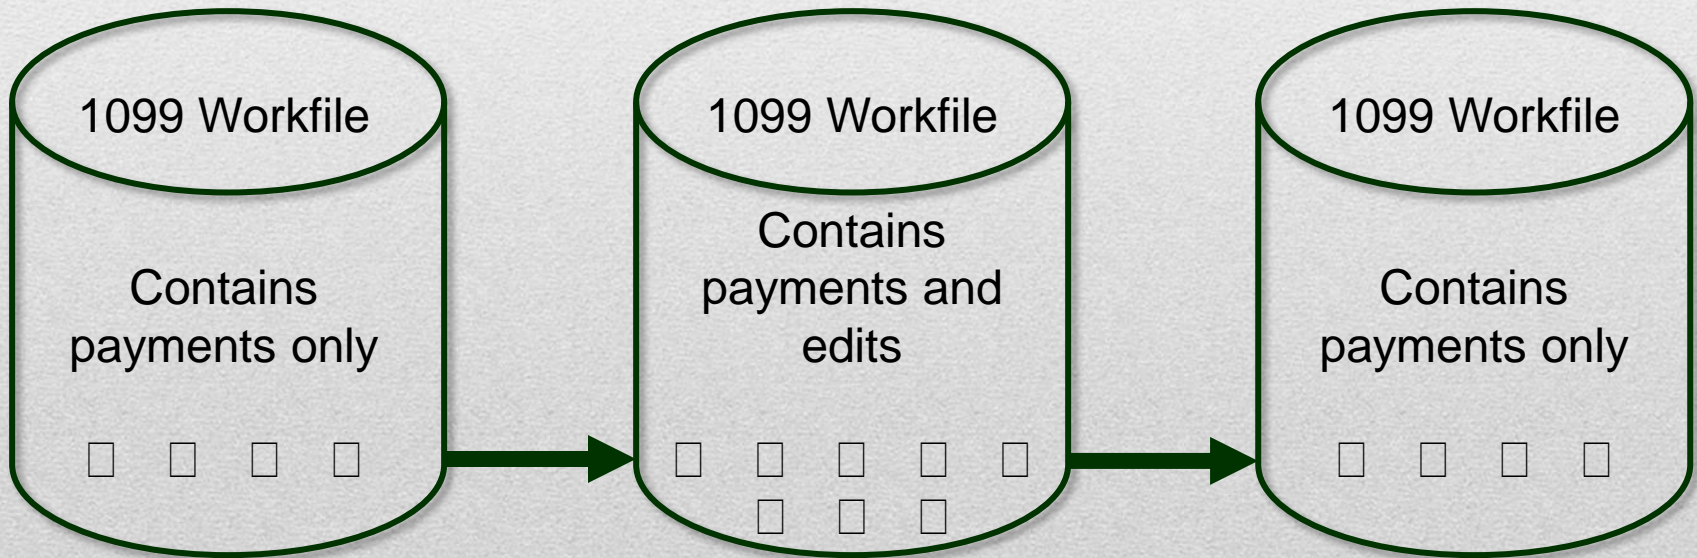 1099 Workfile
Contains
payments only
□ □ □ □
1099 Workfile
Contains
payments and
edits
□ □ □ □ □
□ □ □
1099 Workfile
Contains
payments only
□ □ □ □